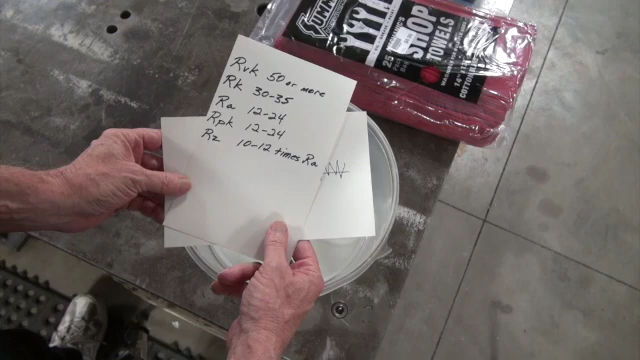 Rvk 50 or more
Rk 30-35
Ra 12-24
Rpk 12-24
Rz 10-12 times Ra
SHOP
TOWELS
25